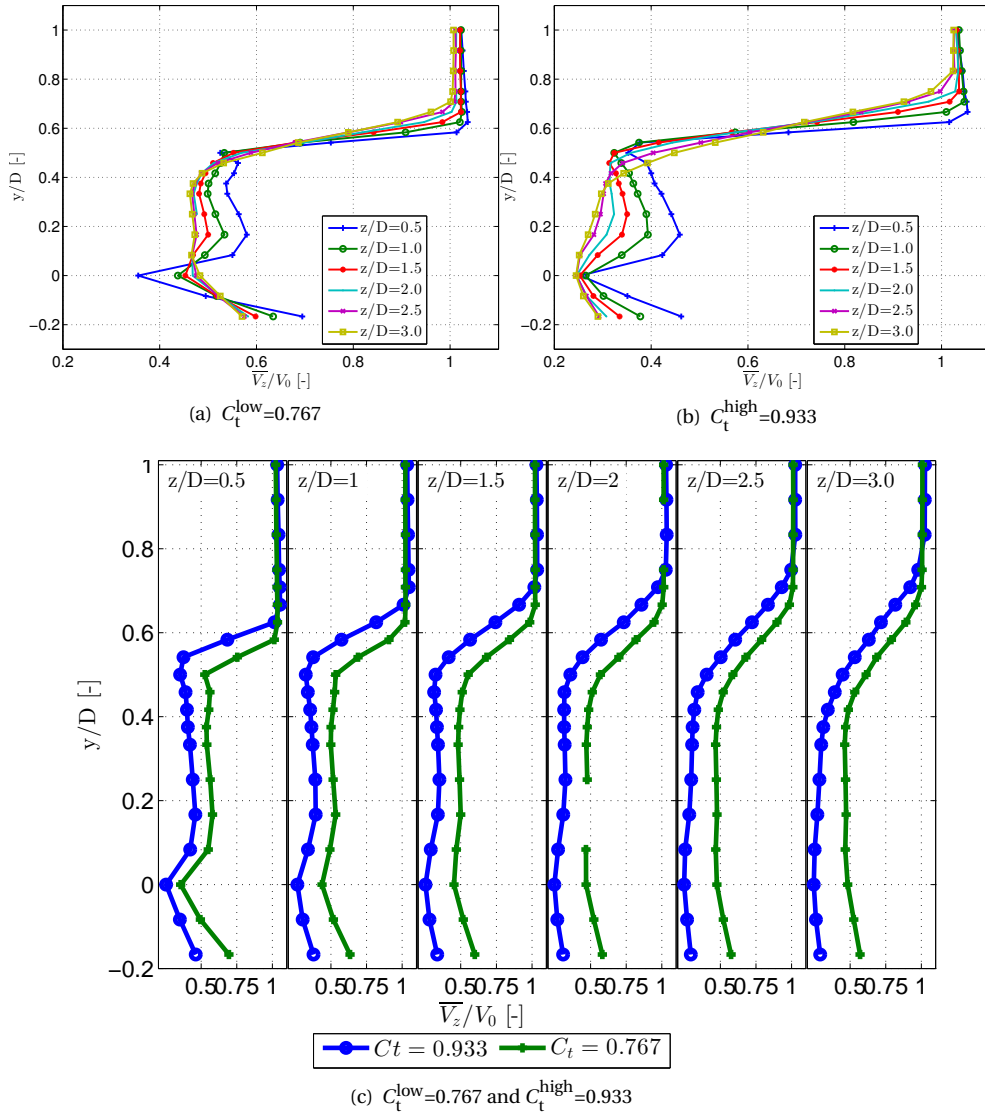 1
0.8
0.6
0.4
0.2
0
−0.2
y/D [-]
0.2 0.4 0.6 0.8 1
V̅z/V0 [-]
z/D=0.5
z/D=1.0
z/D=1.5
z/D=2.0
z/D=2.5
z/D=3.0
(a) C_t^low=0.767
1
0.8
0.6
0.4
0.2
0
−0.2
y/D [-]
0.2 0.4 0.6 0.8 1
V̅z/V0 [-]
z/D=0.5
z/D=1.0
z/D=1.5
z/D=2.0
z/D=2.5
z/D=3.0
(b) C_t^high=0.933
z/D=0.5 z/D=1 z/D=1.5 z/D=2 z/D=2.5 z/D=3.0
1
0.8
0.6
0.4
0.2
0
-0.2
y/D [-]
0.50.75 1 0.50.75 1 0.50.75 1 0.50.75 1 0.50.75 1 0.50.75 1
V̅z/V0 [-]
Ct = 0.933 Ct = 0.767
(c) C_t^low=0.767 and C_t^high=0.933